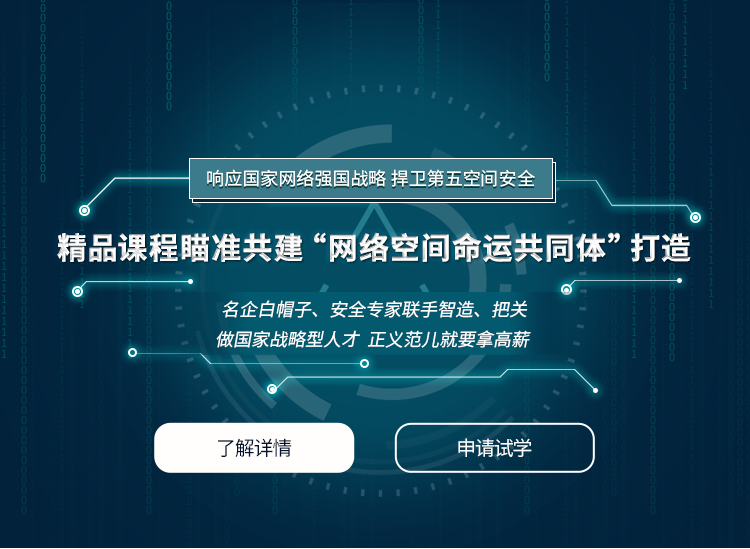 响应国家网络强国战略 捍卫第五空间安全
精品课程瞄准共建“网络空间命运共同体”打造
名企白帽子、安全专家联手智造、把关
做国家战略型人才 正义范儿就要拿高薪
了解详情
申请试学